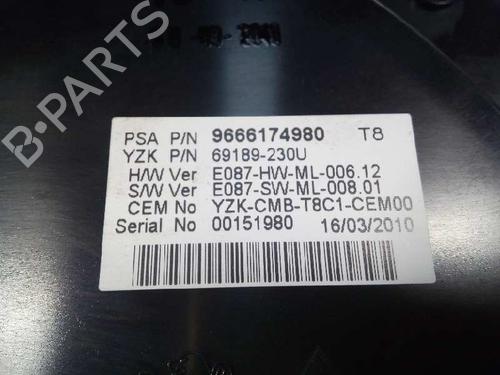 PSA P/N 9666174980 T8
YZK P/N 69189-230U
H/W Ver E087-HW-ML-006.12
S/W Ver E087-SW-ML-008.01
CEM No YZK-CMB-T8C1-CEM00
Serial No 00151980 16/03/2010
B-PARTS